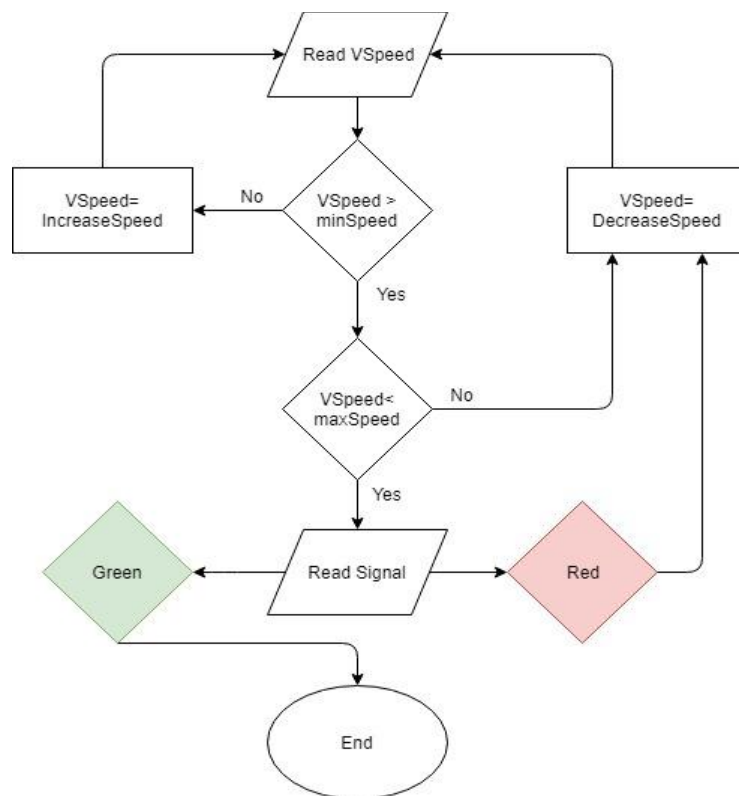 Read VSpeed
VSpeed=
IncreaseSpeed
No
VSpeed >
minSpeed
VSpeed=
DecreaseSpeed
Yes
VSpeed<
maxSpeed
No
Yes
Green
Read Signal
Red
End